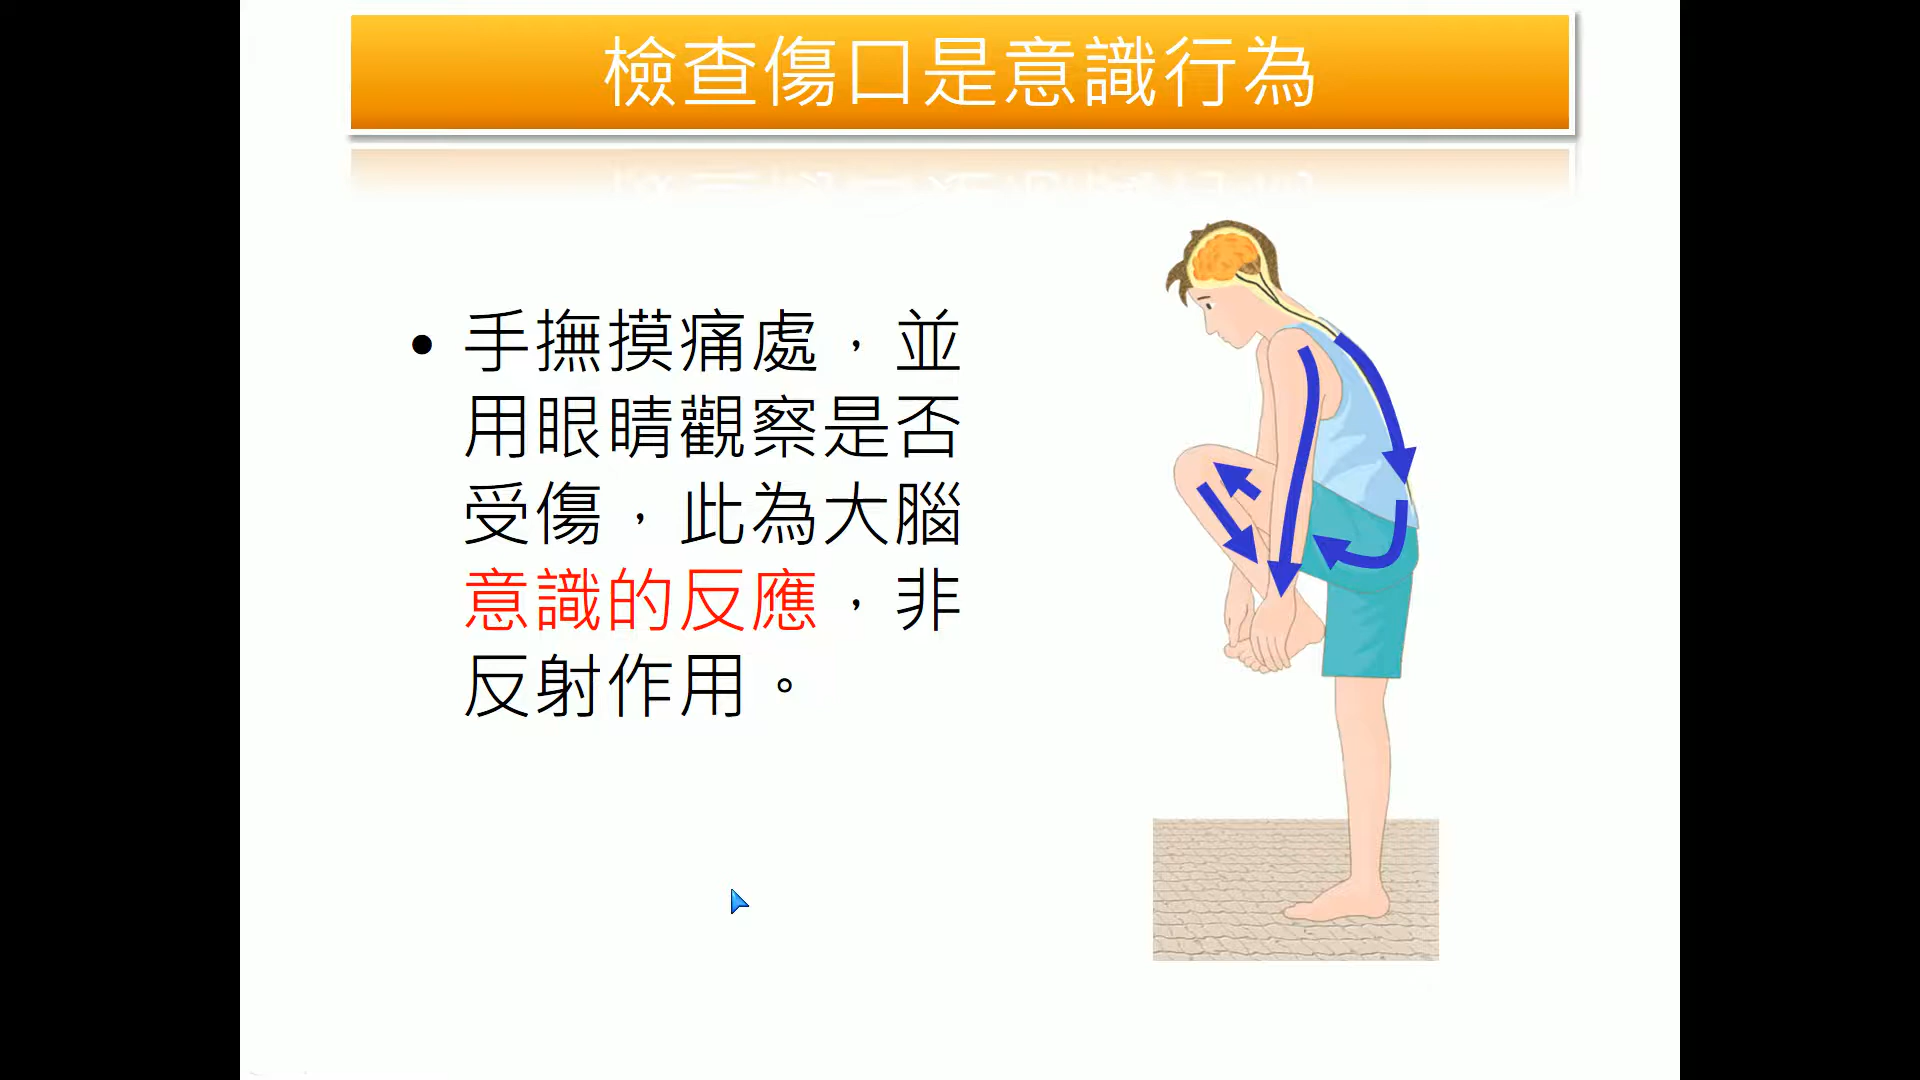 檢查傷口是意識行為
• 手撫摸痛處，並
用眼睛觀察是否
受傷，此為大腦
意識的反應，非
反射作用。